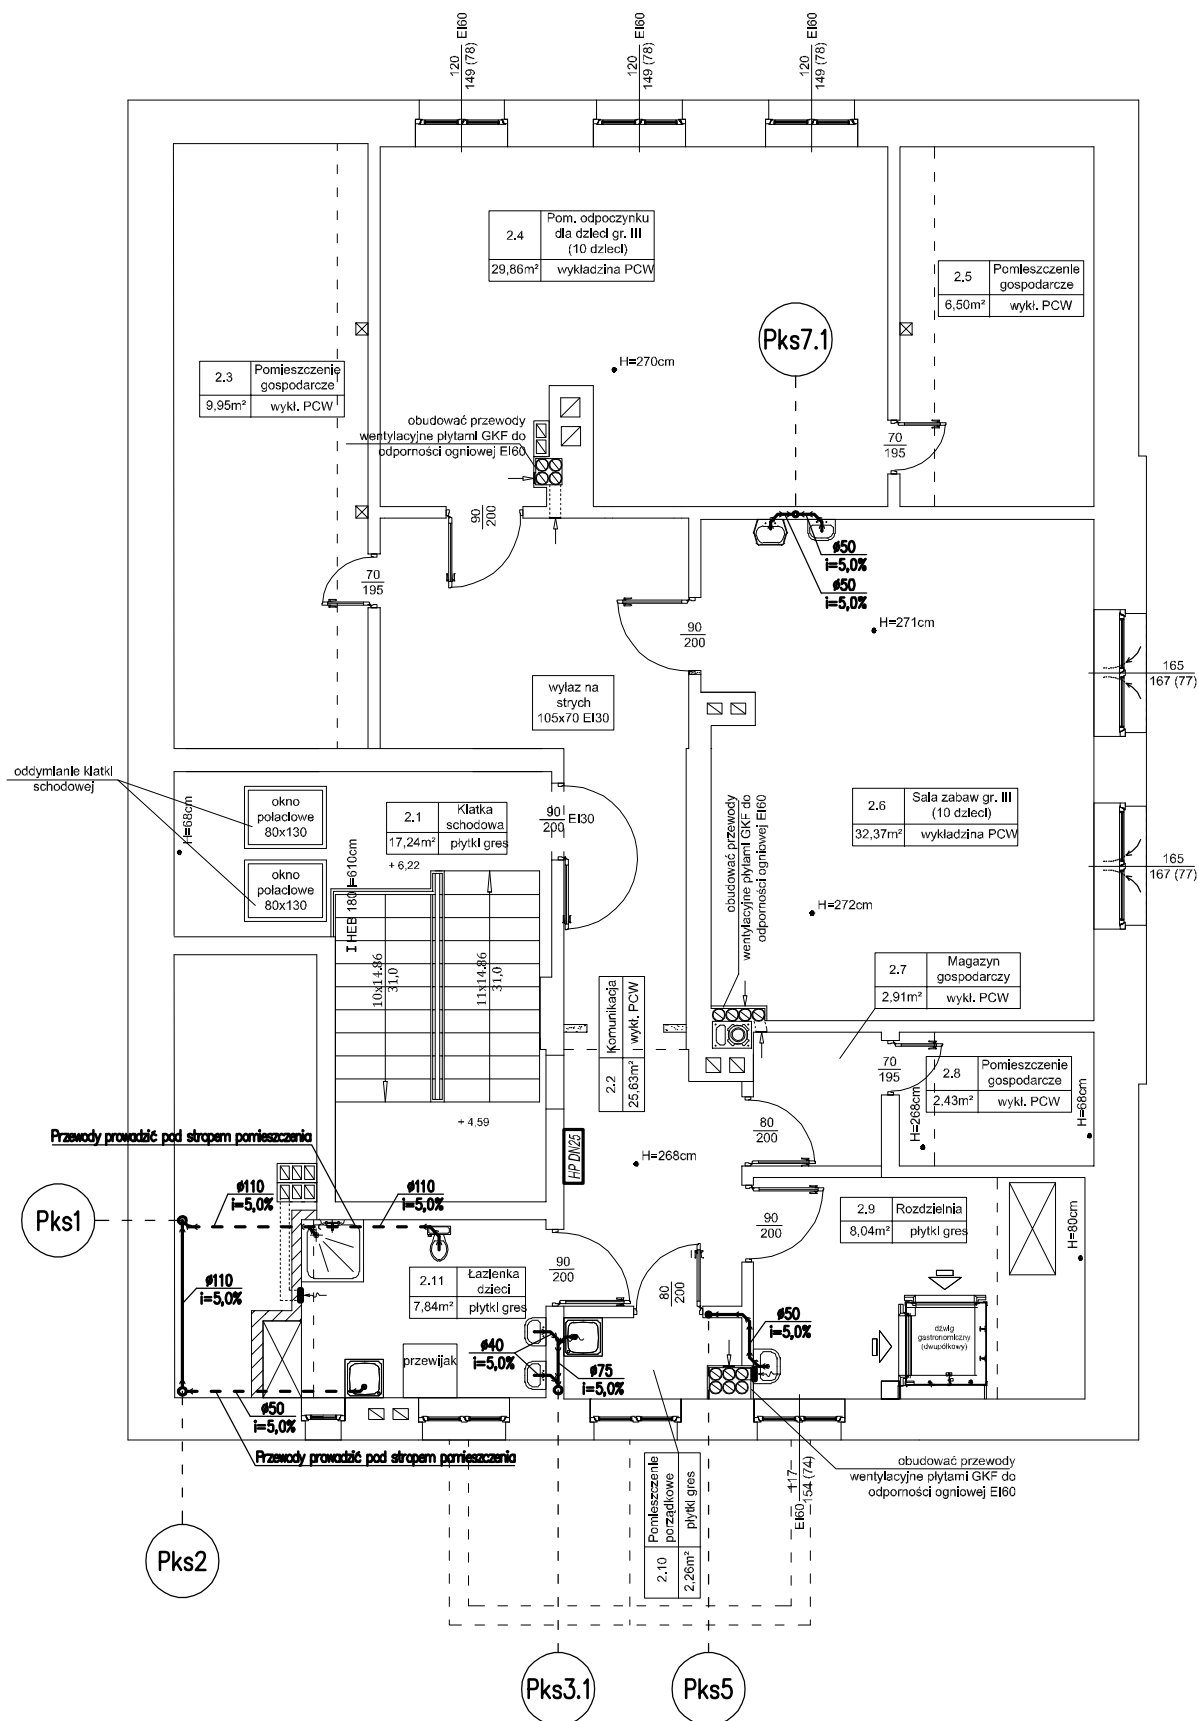 120
149 (78)
EI60
120
149 (78)
EI60
120
149 (78)
EI60
2.4
Pom. odpoczynku
dla dzieci gr. III
(10 dzieci)
29,86m²
wykładzina PCW
2.5
Pomieszczenie
gospodarcze
6,50m²
wykł. PCW
Pks7.1
H=270cm
2.3
Pomieszczenie
gospodarcze
9,95m²
wykł. PCW
obudować przewody
wentylacyjne płytami GKF do
odporności ogniowej EI60
70
195
90
200
ø50
i=5,0%
ø50
i=5,0%
70
195
H=271cm
90
200
165
167 (77)
wyłaz na
strych
105x70 EI30
oddymianie klatki
schodowej
H=68cm
okno
połaciowe
80x130
okno
połaciowe
80x130
2.1
Klatka
schodowa
17,24m²
płytki gres
+ 6,22
90
200
EI30
I HEB 180 l=610cm
10x14.86
31,0
11x14.86
31,0
obudować przewody
wentylacyjne płytami GKF do
odporności ogniowej EI60
2.6
Sala zabaw gr. III
(10 dzieci)
32,37m²
wykładzina PCW
165
167 (77)
H=272cm
2.7
Magazyn
gospodarczy
2,91m²
wykł. PCW
2.2
Komunikacja
25,63m²
wykł. PCW
70
195
2.8
Pomieszczenie
gospodarcze
2,43m²
wykł. PCW
H=268cm
H=68cm
+ 4,59
80
200
HP DN25
H=268cm
Przewody prowadzić pod stropem pomieszczenia
Pks1
ø110
i=5,0%
ø110
i=5,0%
ø110
i=5,0%
90
200
2.9
Rozdzielnia
8,04m²
płytki gres
H=80cm
2.11
Łazienka
dzieci
7,84m²
płytki gres
90
200
80
200
ø50
i=5,0%
dźwig
gastronomiczny
(dwupółkowy)
ø40
i=5,0%
ø75
i=5,0%
przewijak
ø50
i=5,0%
Przewody prowadzić pod stropem pomieszczenia
2.10
Pomieszczenie
porządkowe
2,26m²
płytki gres
117
154 (74)
EI60
obudować przewody
wentylacyjne płytami GKF do
odporności ogniowej EI60
Pks2
Pks3.1
Pks5